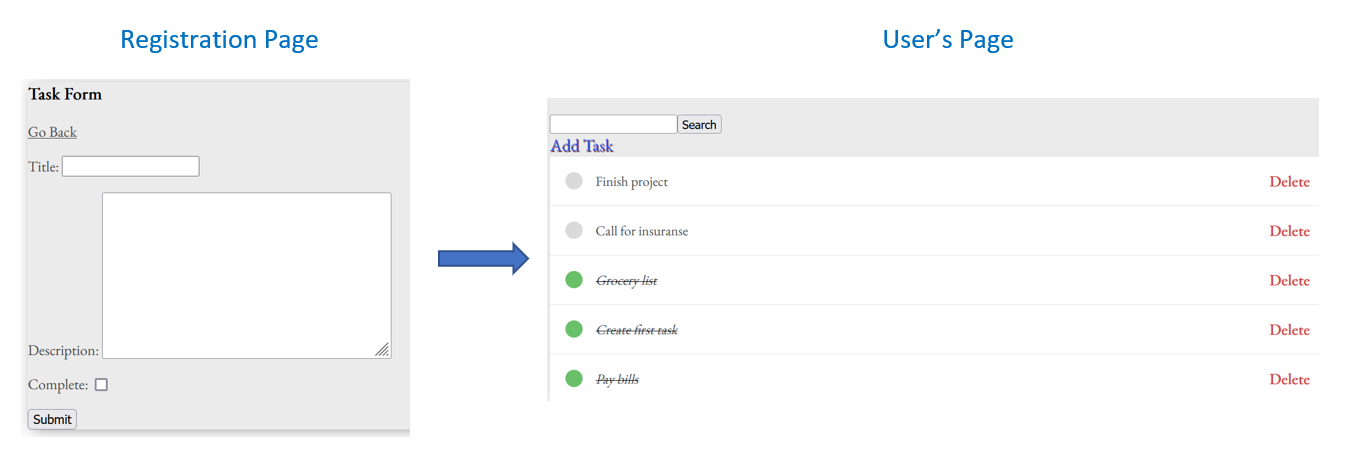 Registration Page
User's Page
Task Form
Go Back
Title:
Description:
Complete:
Submit
Search
Add Task
Finish project Delete
Call for insuranse Delete
Grocery list Delete
Create first task Delete
Pay bills Delete